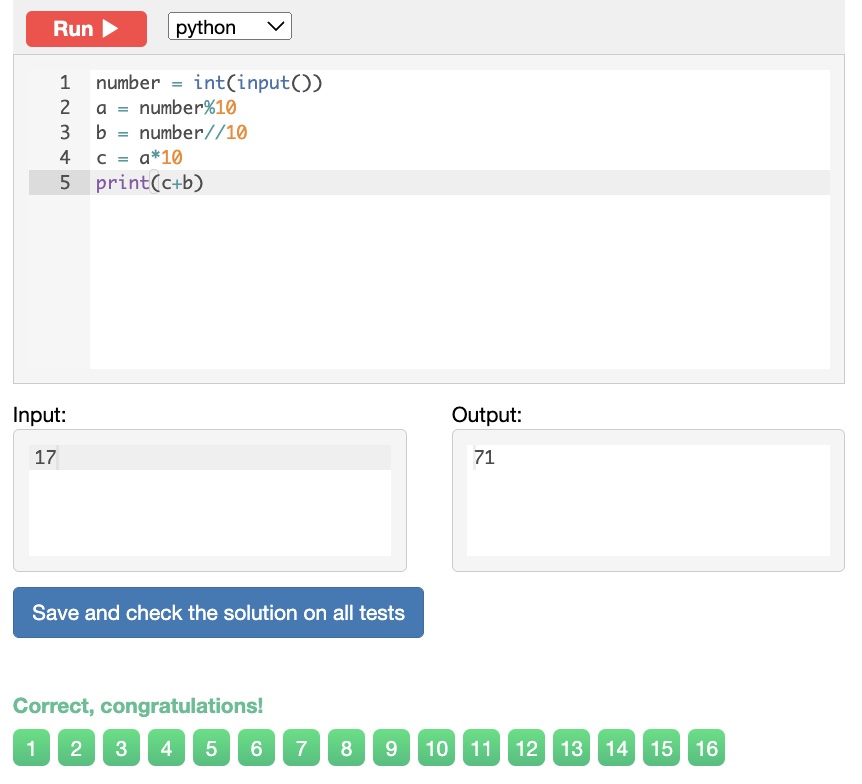 Run ▶ python
1 number = int(input())
2 a = number%10
3 b = number//10
4 c = a*10
5 print(c+b)
Input: Output:
17 71
Save and check the solution on all tests
Correct, congratulations!
1 2 3 4 5 6 7 8 9 10 11 12 13 14 15 16